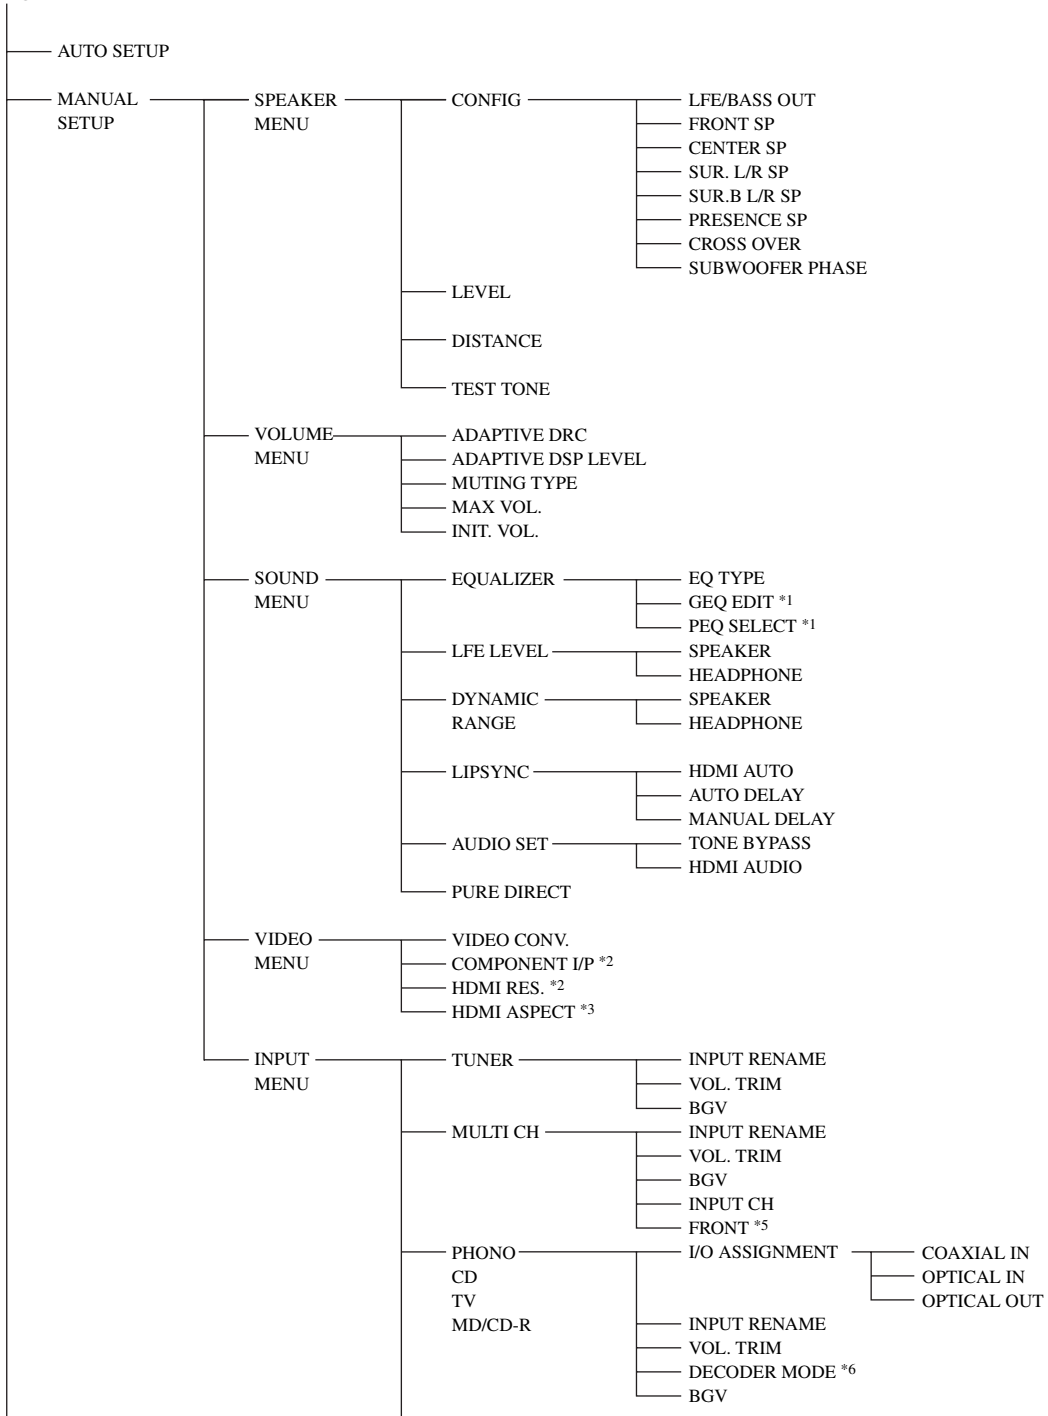 AUTO SETUP
MANUAL SPEAKER CONFIG LFE/BASS OUT
SETUP MENU FRONT SP
CENTER SP
SUR. L/R SP
SUR.B L/R SP
PRESENCE SP
CROSS OVER
SUBWOOFER PHASE
LEVEL
DISTANCE
TEST TONE
VOLUME ADAPTIVE DRC
MENU ADAPTIVE DSP LEVEL
MUTING TYPE
MAX VOL.
INIT. VOL.
SOUND EQUALIZER EQ TYPE
MENU GEQ EDIT *1
PEQ SELECT *1
LFE LEVEL SPEAKER
HEADPHONE
DYNAMIC SPEAKER
RANGE HEADPHONE
LIPSYNC HDMI AUTO
AUTO DELAY
MANUAL DELAY
AUDIO SET TONE BYPASS
HDMI AUDIO
PURE DIRECT
VIDEO VIDEO CONV.
MENU COMPONENT I/P *2
HDMI RES. *2
HDMI ASPECT *3
INPUT TUNER INPUT RENAME
MENU VOL. TRIM
BGV
MULTI CH INPUT RENAME
VOL. TRIM
BGV
INPUT CH
FRONT *5
PHONO I/O ASSIGNMENT COAXIAL IN
CD OPTICAL IN
TV OPTICAL OUT
MD/CD-R INPUT RENAME
VOL. TRIM
DECODER MODE *6
BGV